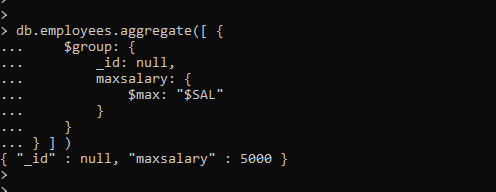 >
> db.employees.aggregate([ {
...     $group: {
...         _id: null,
...         maxsalary: {
...             $max: "$SAL"
...         }
...     }
... } ] )
{ "_id" : null, "maxsalary" : 5000 }
>
>